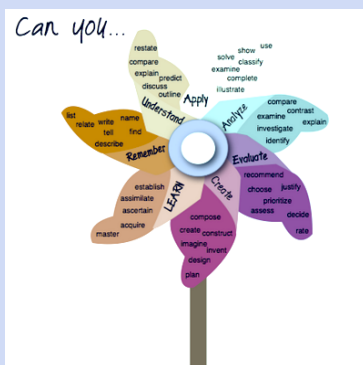 Can you...
restate
compare
explain
predict
discuss
outline
Understand
use
show
solve
classify
examine
complete
illustrate
Apply
compare
contrast
examine
explain
investigate
identify
Analyze
Evaluate
recommend
choose
justify
prioritize
assess
decide
rate
Create
compose
create
construct
imagine
invent
design
plan
LEARN
establish
assimilate
ascertain
acquire
master
Remember
list
relate
write
name
tell
find
describe